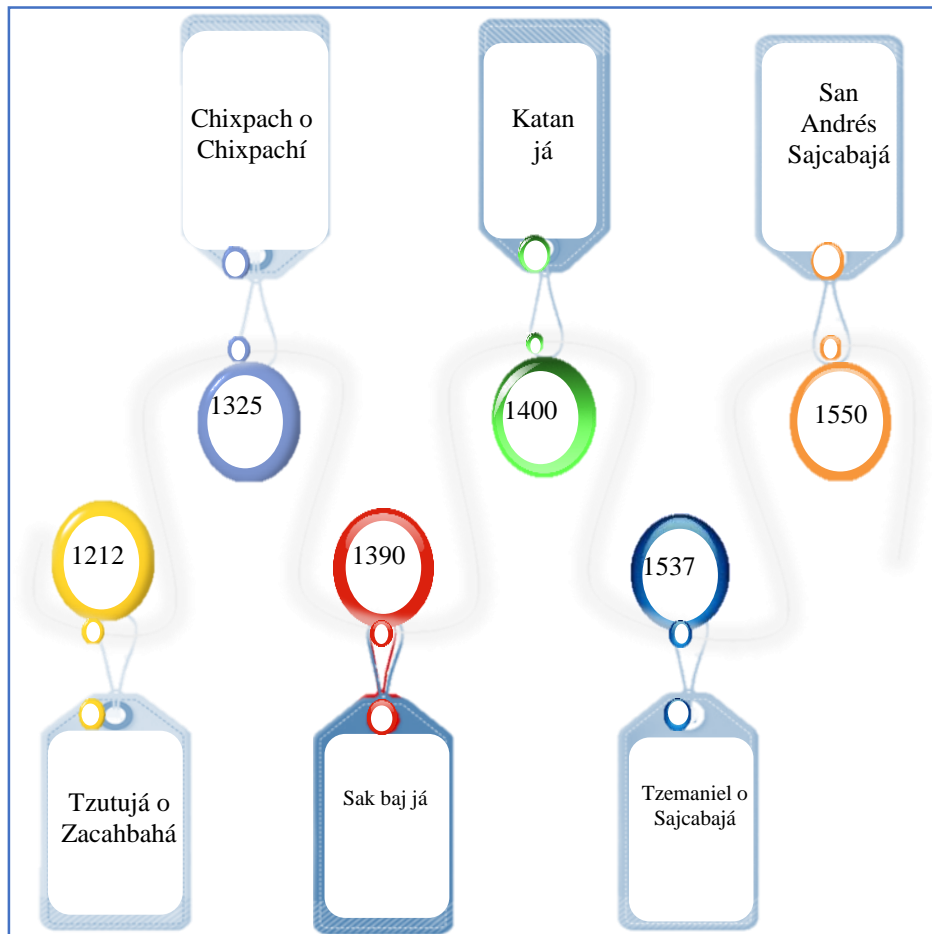 Chixpach o
Chixpachí
Katan
já
San
Andrés
Sajcabajá
1325
1400
1550
1212
1390
1537
Tzutujá o
Zacahbahá
Sak baj já
Tzemaniel o
Sajcabajá